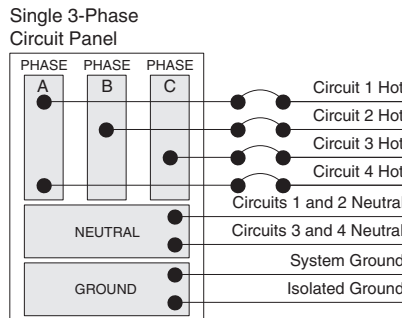 Single 3-Phase
Circuit Panel
PHASE PHASE PHASE
A B C
Circuit 1 Hot
Circuit 2 Hot
Circuit 3 Hot
Circuit 4 Hot
Circuits 1 and 2 Neutral
NEUTRAL
Circuits 3 and 4 Neutral
System Ground
GROUND
Isolated Ground